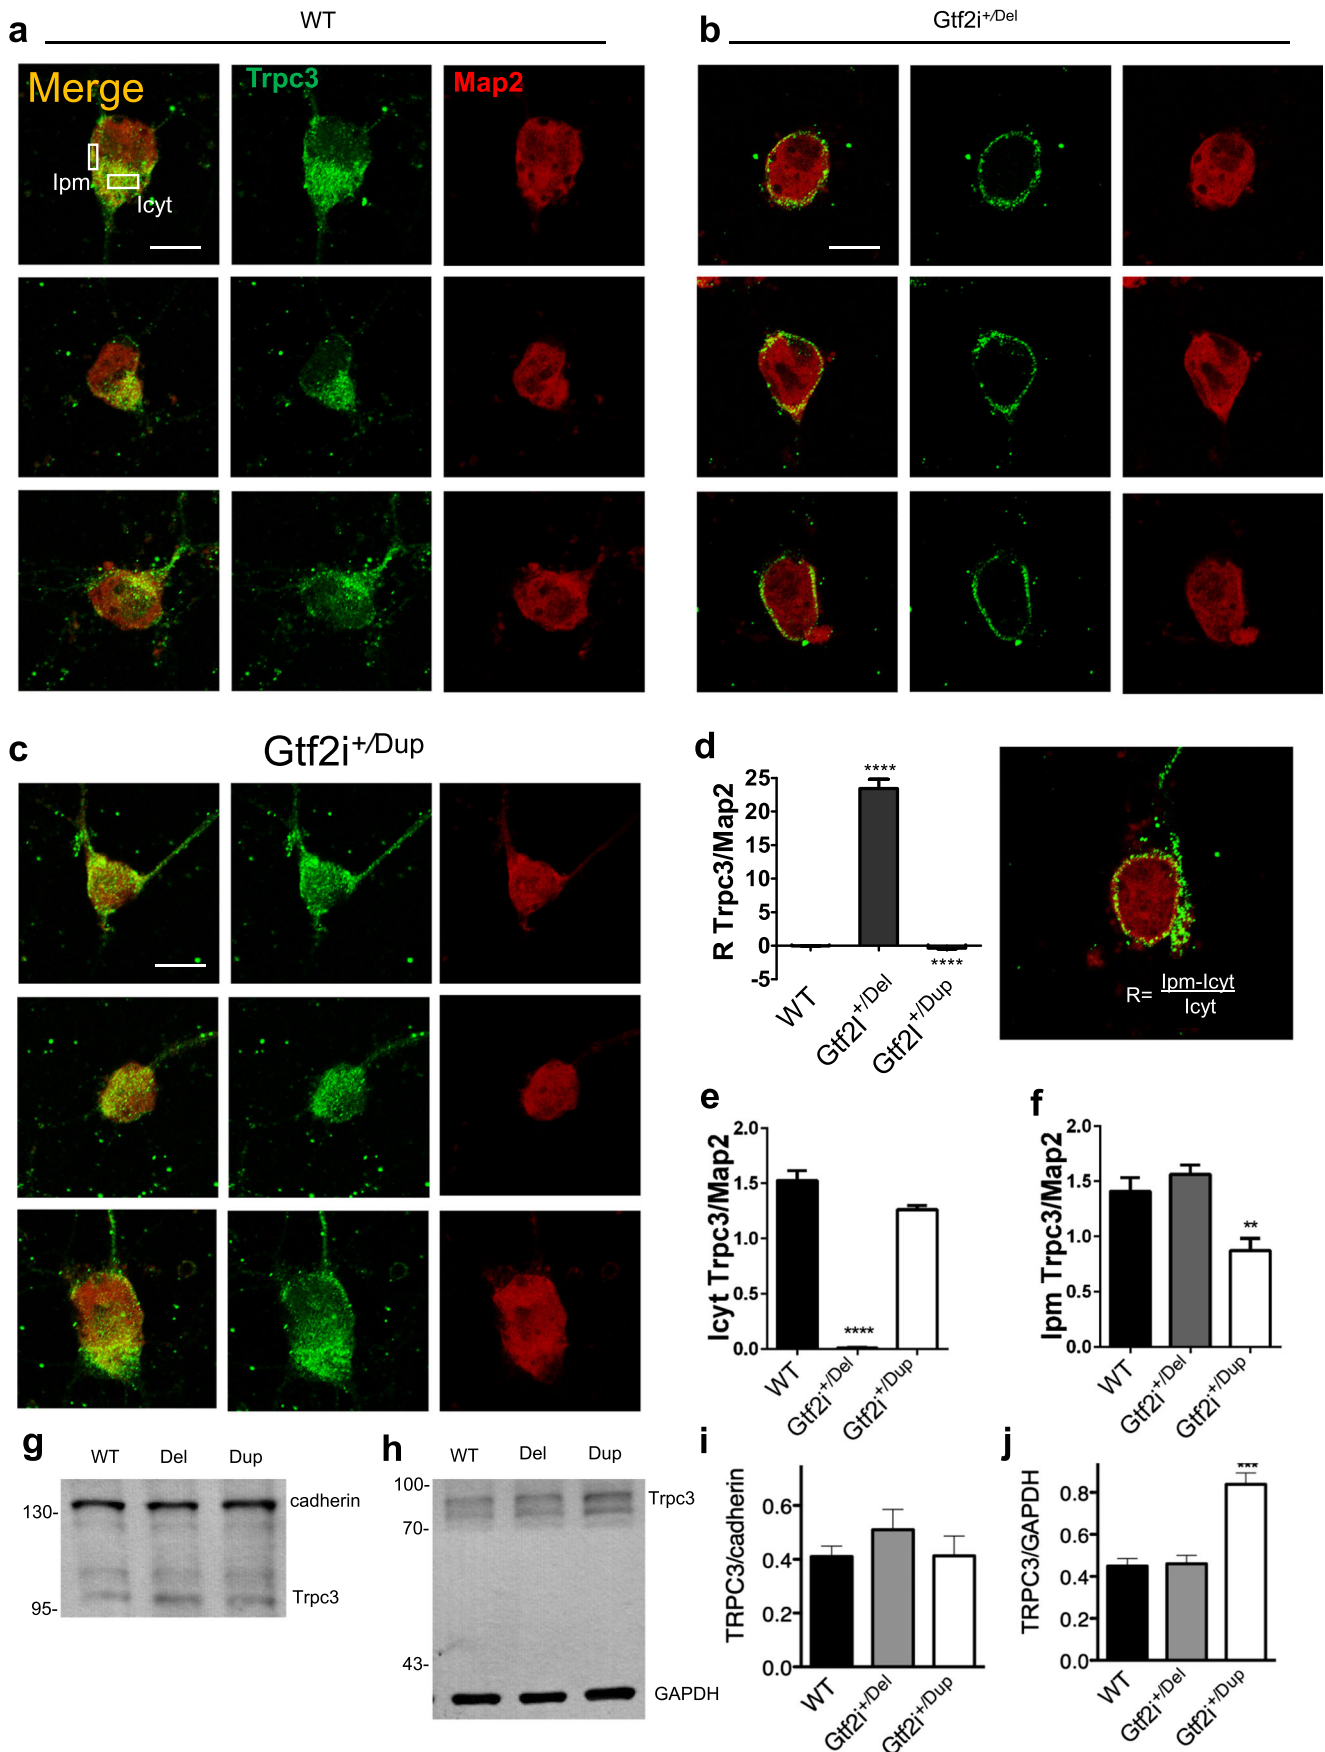 a
WT
b
Gtf2i+/Del
Merge
Trpc3
Map2
Ipm
Icyt
c
Gtf2i+/Dup
d
R Trpc3/Map2
25
20
15
10
5
0
-5
****
****
WT
Gtf2I+/Del
Gtf2I+/Dup
R= Ipm-Icyt
Icyt
e
Icyt Trpc3/Map2
2.0
1.5
1.0
0.5
0.0
****
WT
Gtf2i+/Del
Gtf2i+/Dup
f
Ipm Trpc3/Map2
2.0
1.5
1.0
0.5
0.0
**
WT
Gtf2i+/Del
Gtf2i+/Dup
g
WT Del Dup
130-
95-
cadherin
Trpc3
h
WT Del Dup
100-
70-
43-
Trpc3
GAPDH
i
TRPC3/cadherin
0.6
0.4
0.2
0.0
WT
Gtf2i+/Del
Gtf2i+/Dup
j
TRPC3/GAPDH
0.8
0.6
0.4
0.2
0.0
***
WT
Gtf2i+/Del
Gtf2i+/Dup